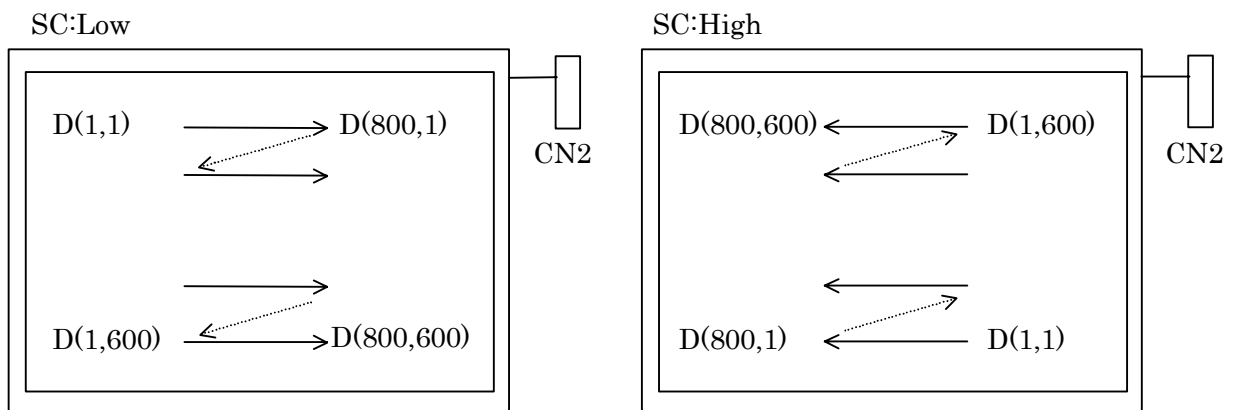 SC:Low
D(1,1) D(800,1)
CN2
D(1,600) D(800,600)
SC:High
D(800,600) D(1,600)
CN2
D(800,1) D(1,1)